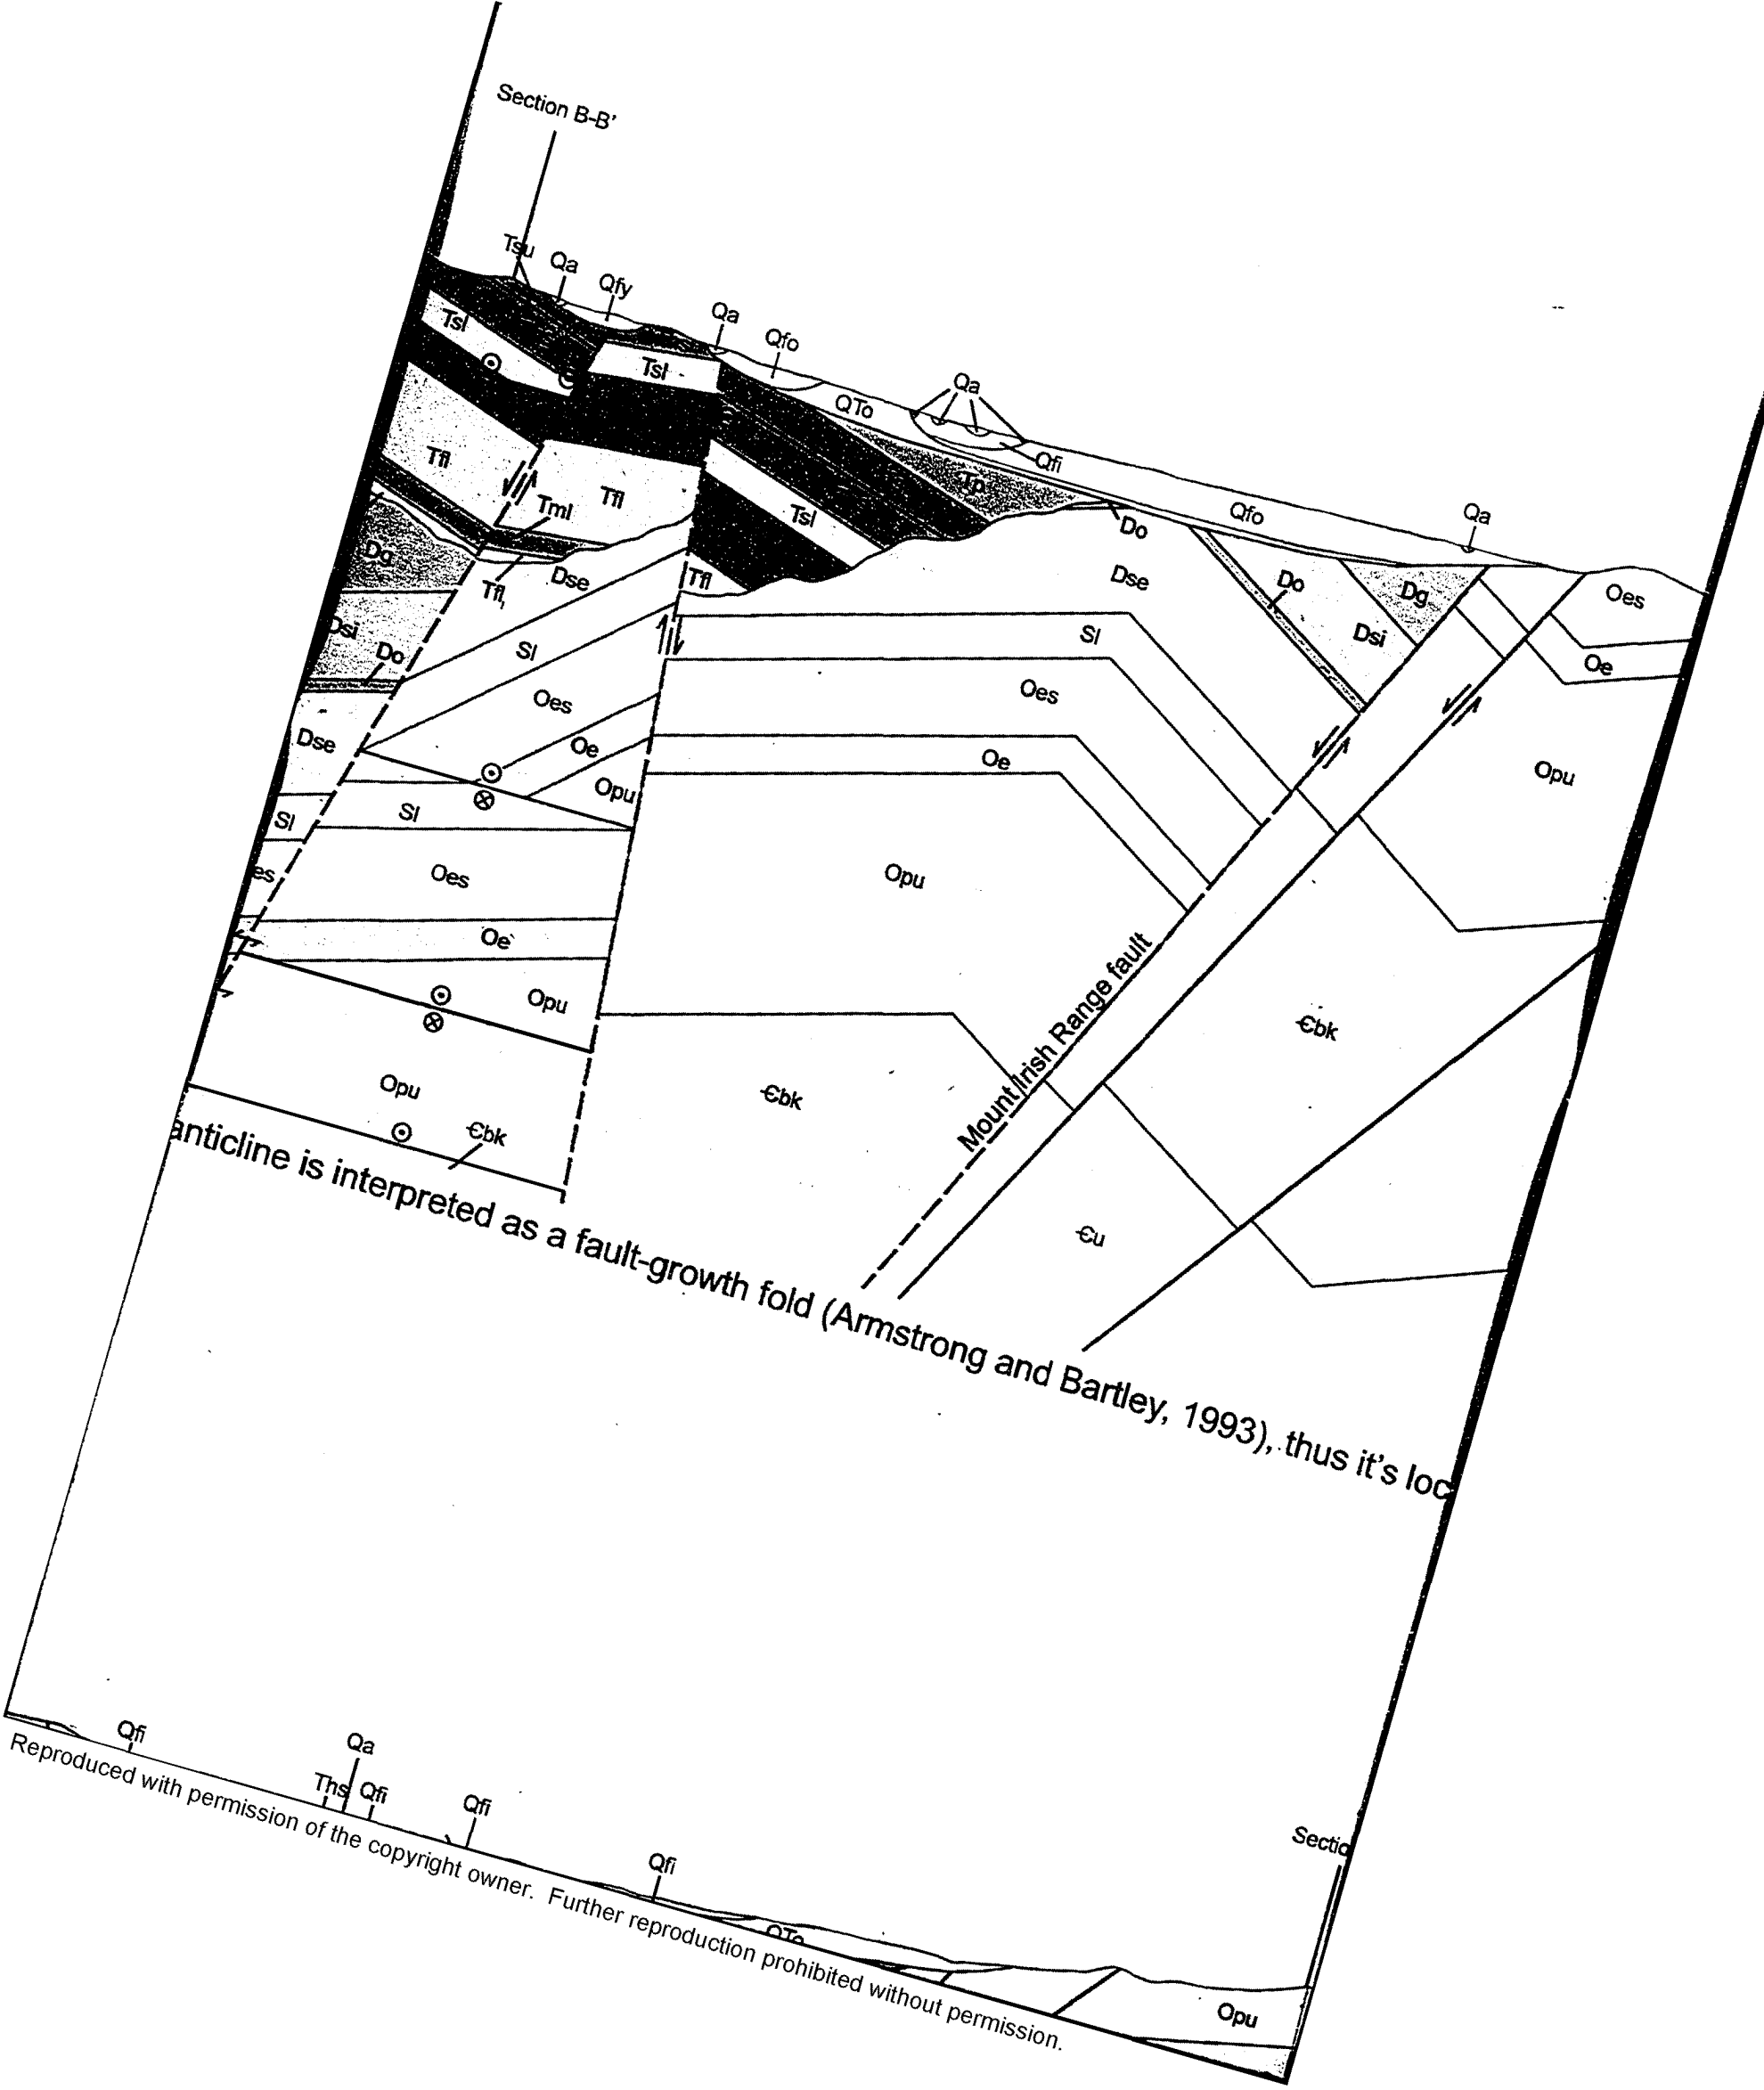 Section B-B'
Tsu
Qa
Qfy
Qa
Qfo
Qa
Tsl
Tsl
QTo
Qfi
Tp
Qfo
Qa
Tfl
Tfl
Tml
Tsl
Do
Dg
Tfl
Dse
Tfl
Dse
Do
Dg
Oes
Dsi
Do
Sl
Sl
Dsi
Oe
Dse
Oes
Oes
Oe
Oe
Opu
Opu
Sl
Sl
es
Oes
Opu
Oe
Opu
Mount Irish Range fault
Єbk
Opu
Єbk
Єbk
Єu
anticline is interpreted as a fault-growth fold (Armstrong and Bartley, 1993), thus it's loc
Qfi
Qa
Ths
Qfi
Qfi
Qfi
QTo
Sectio
Opu
Reproduced with permission of the copyright owner. Further reproduction prohibited without permission.